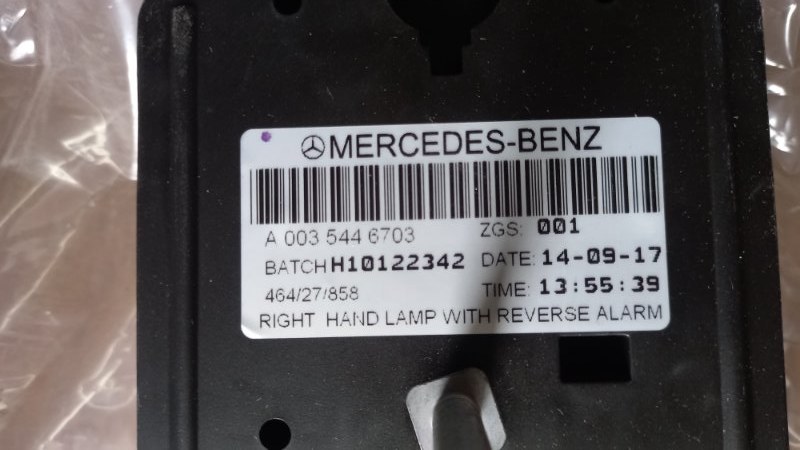 MERCEDES-BENZ
A 003 544 6703 ZGS: 001
BATCH H10122342 DATE: 14-09-17
464/27/858 TIME: 13:55:39
RIGHT HAND LAMP WITH REVERSE ALARM